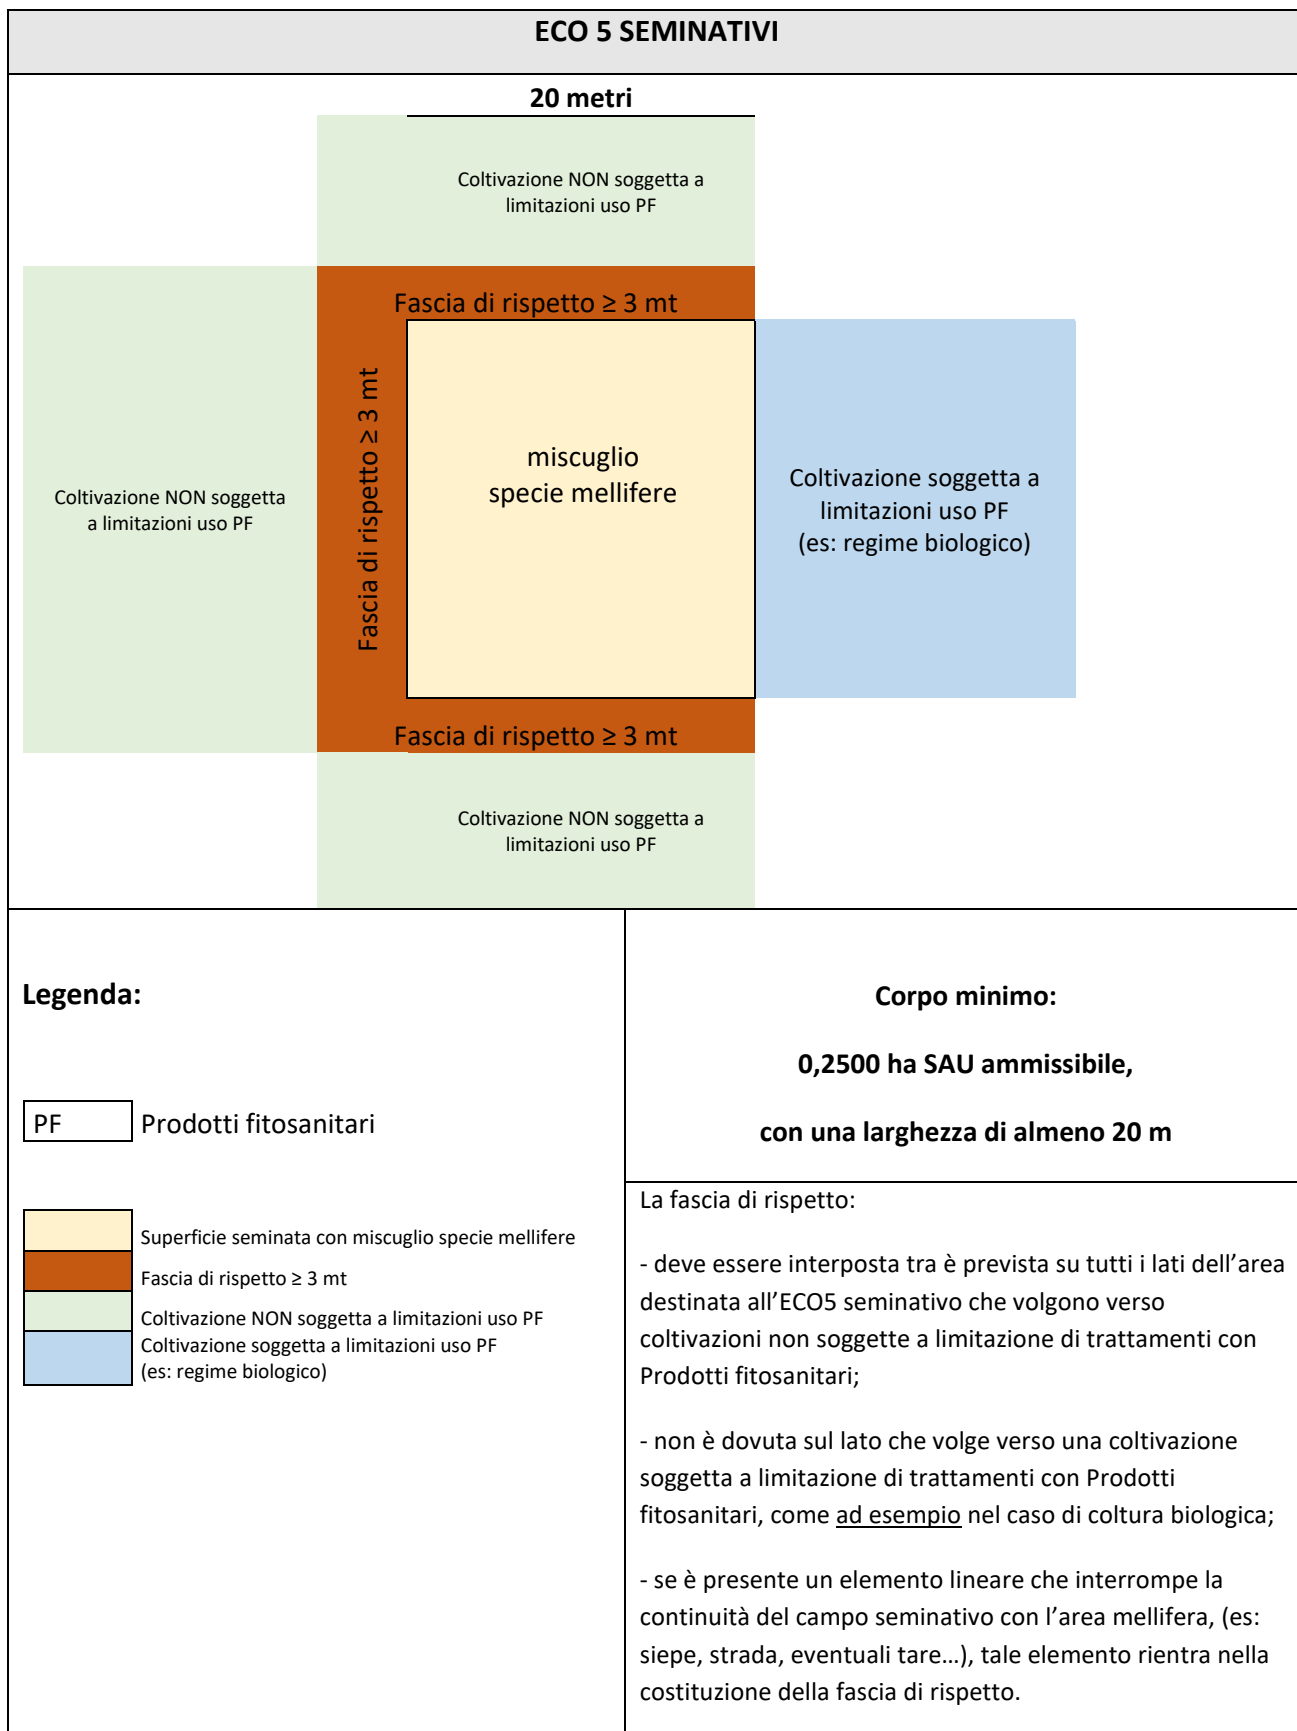 ECO 5 SEMINATIVI
20 metri
Coltivazione NON soggetta a
limitazioni uso PF
Fascia di rispetto ≥ 3 mt
Fascia di rispetto ≥ 3 mt
miscuglio
specie mellifere
Coltivazione NON soggetta
a limitazioni uso PF
Coltivazione soggetta a
limitazioni uso PF
(es: regime biologico)
Fascia di rispetto ≥ 3 mt
Coltivazione NON soggetta a
limitazioni uso PF
Legenda:
PF Prodotti fitosanitari
Superficie seminata con miscuglio specie mellifere
Fascia di rispetto ≥ 3 mt
Coltivazione NON soggetta a limitazioni uso PF
Coltivazione soggetta a limitazioni uso PF
(es: regime biologico)
Corpo minimo:
0,2500 ha SAU ammissibile,
con una larghezza di almeno 20 m
La fascia di rispetto:
- deve essere interposta tra è prevista su tutti i lati dell’area
destinata all’ECO5 seminativo che volgono verso
coltivazioni non soggette a limitazione di trattamenti con
Prodotti fitosanitari;
- non è dovuta sul lato che volge verso una coltivazione
soggetta a limitazione di trattamenti con Prodotti
fitosanitari, come ad esempio nel caso di coltura biologica;
- se è presente un elemento lineare che interrompe la
continuità del campo seminativo con l’area mellifera, (es:
siepe, strada, eventuali tare…), tale elemento rientra nella
costituzione della fascia di rispetto.